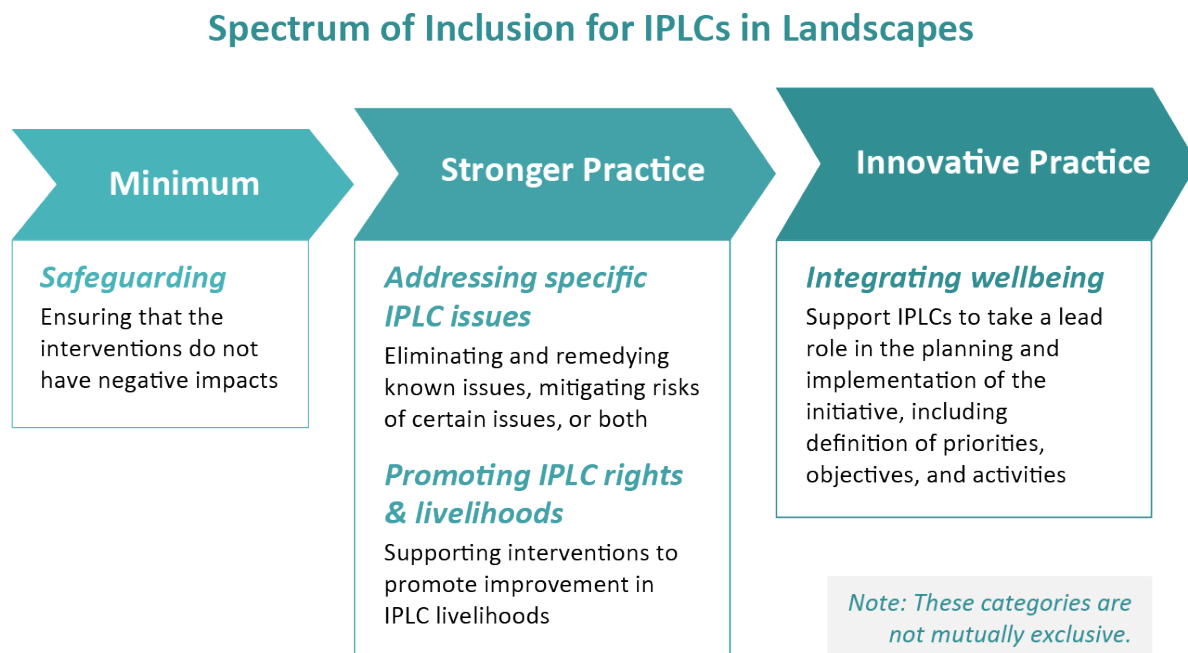 Spectrum of Inclusion for IPLCs in Landscapes
Minimum
Safeguarding
Ensuring that the
interventions do not
have negative impacts
Stronger Practice
Addressing specific
IPLC issues
Eliminating and remedying
known issues, mitigating risks
of certain issues, or both
Promoting IPLC rights
& livelihoods
Supporting interventions to
promote improvement in
IPLC livelihoods
Innovative Practice
Integrating wellbeing
Support IPLCs to take a lead
role in the planning and
implementation of the
initiative, including
definition of priorities,
objectives, and activities
Note: These categories are
not mutually exclusive.